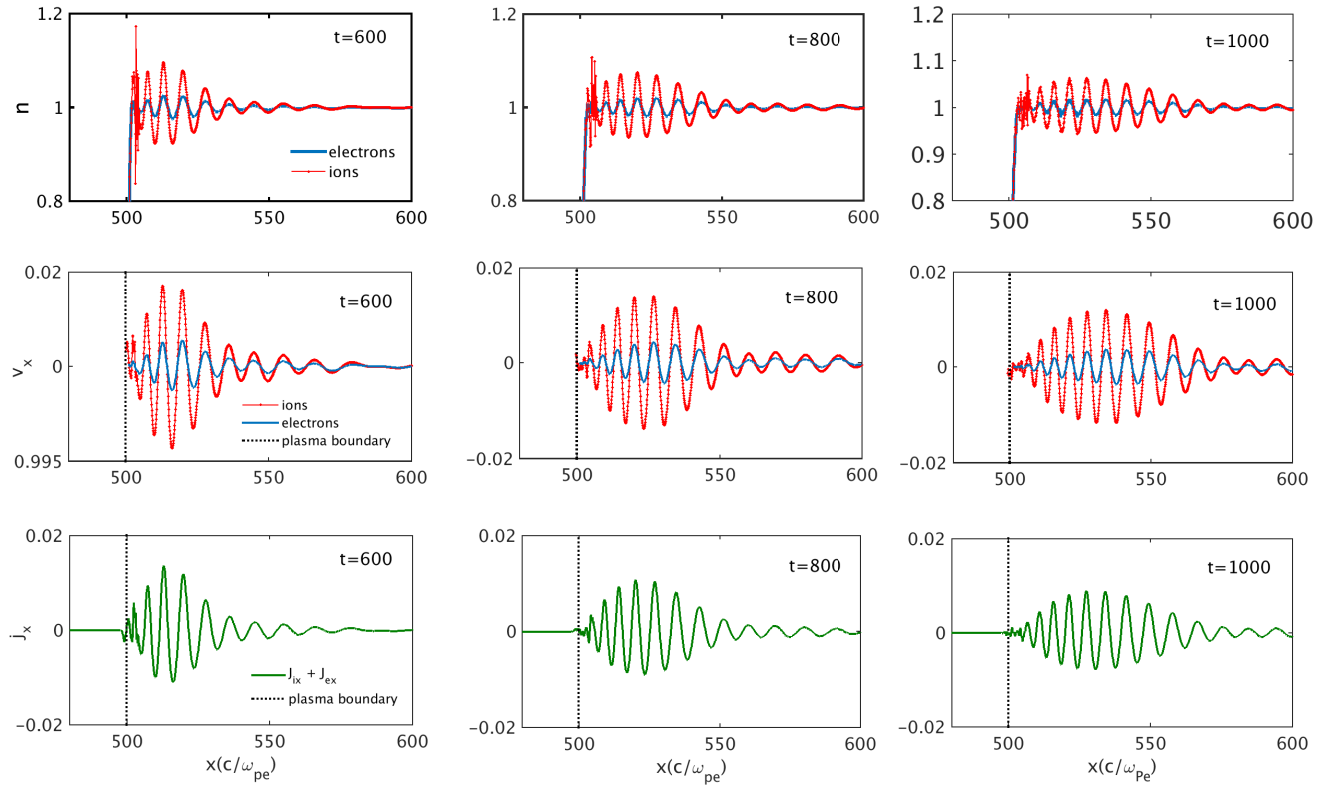 1.2
t=600
n
1
electrons
ions
0.8
500
550
600
1.2
t=800
1
0.8
500
550
600
1.2
t=1000
1.1
1
0.9
0.8
500
550
600
0.02
t=600
v_x
0
ions
electrons
plasma boundary
0.995
500
550
600
0.02
t=800
0
−0.02
500
550
600
0.02
t=1000
0
−0.02
500
550
600
0.02
t=600
j_x
0
J_ix + J_ex
plasma boundary
−0.02
500
550
600
x(c/ω_pe)
0.02
t=800
0
−0.02
500
550
600
x(c/ω_pe)
0.02
t=1000
0
−0.02
500
550
600
x(c/ω_Pe)